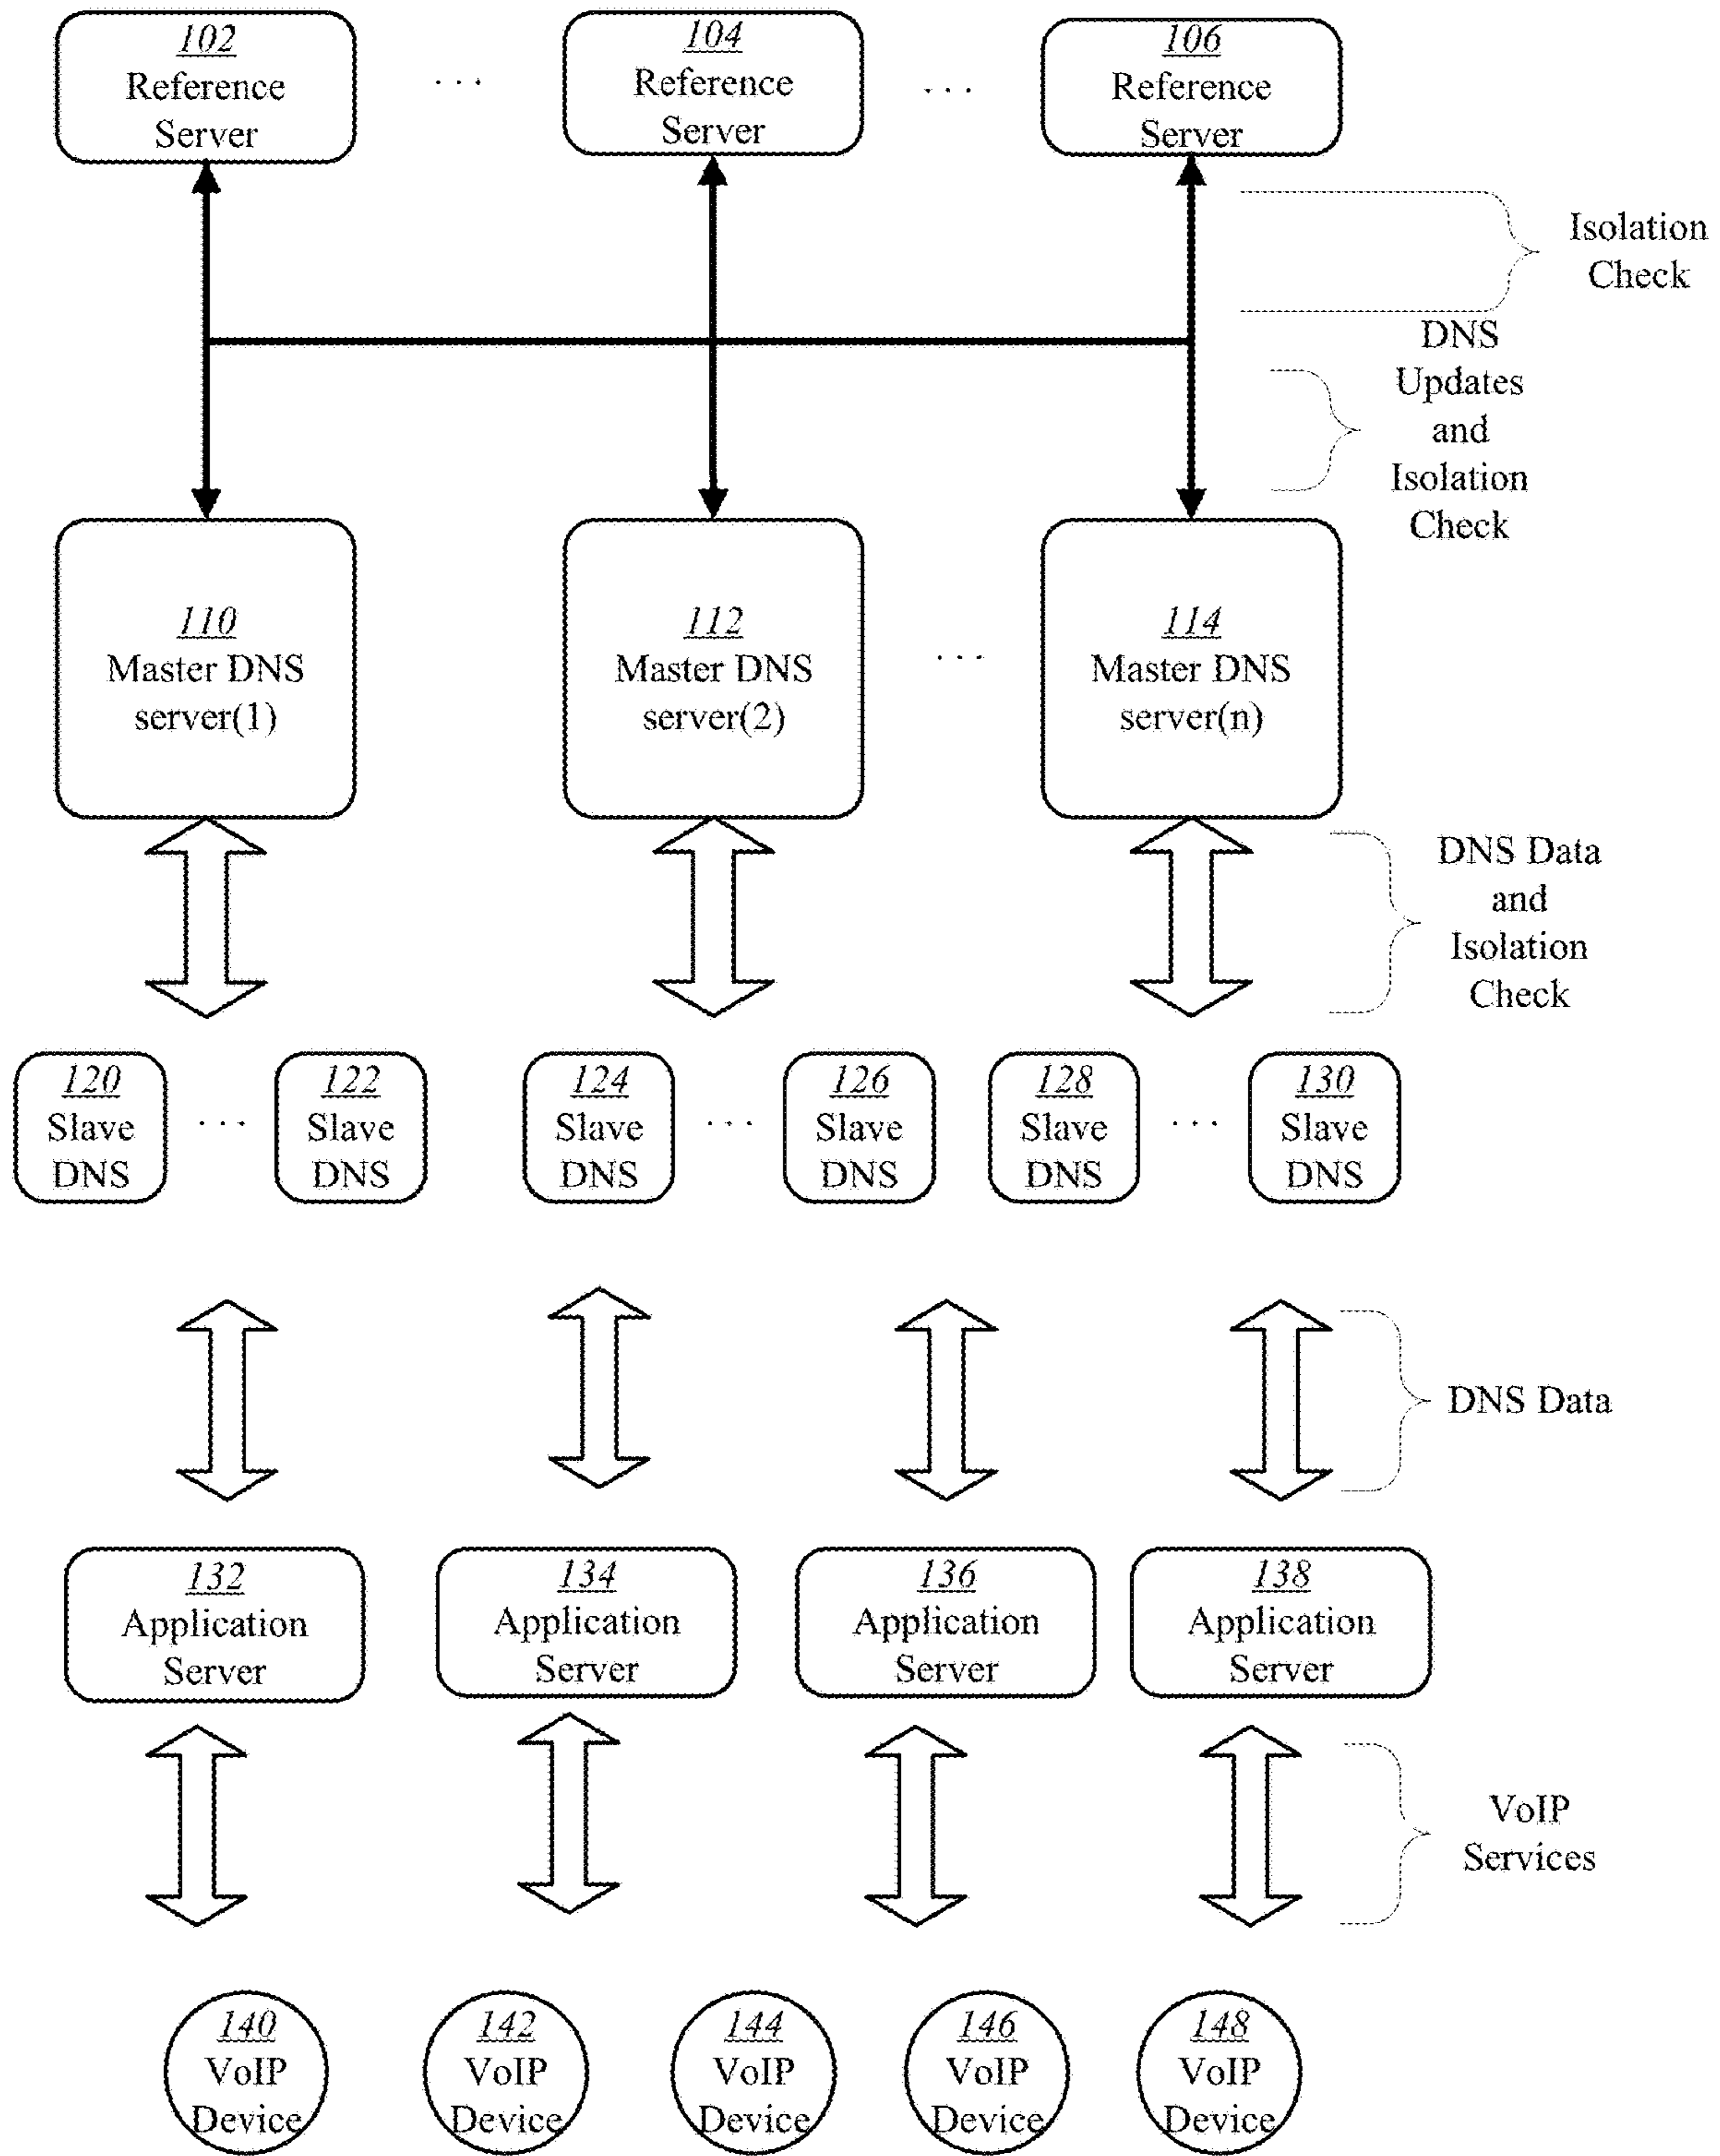 102
Reference
Server
. . .
104
Reference
Server
. . .
106
Reference
Server
Isolation
Check
DNS
Updates
and
Isolation
Check
110
Master DNS
server(1)
112
Master DNS
server(2)
. . .
114
Master DNS
server(n)
DNS Data
and
Isolation
Check
120
Slave
DNS
. . .
122
Slave
DNS
124
Slave
DNS
. . .
126
Slave
DNS
128
Slave
DNS
. . .
130
Slave
DNS
DNS Data
132
Application
Server
134
Application
Server
136
Application
Server
138
Application
Server
VoIP
Services
140
VoIP
Device
142
VoIP
Device
144
VoIP
Device
146
VoIP
Device
148
VoIP
Device